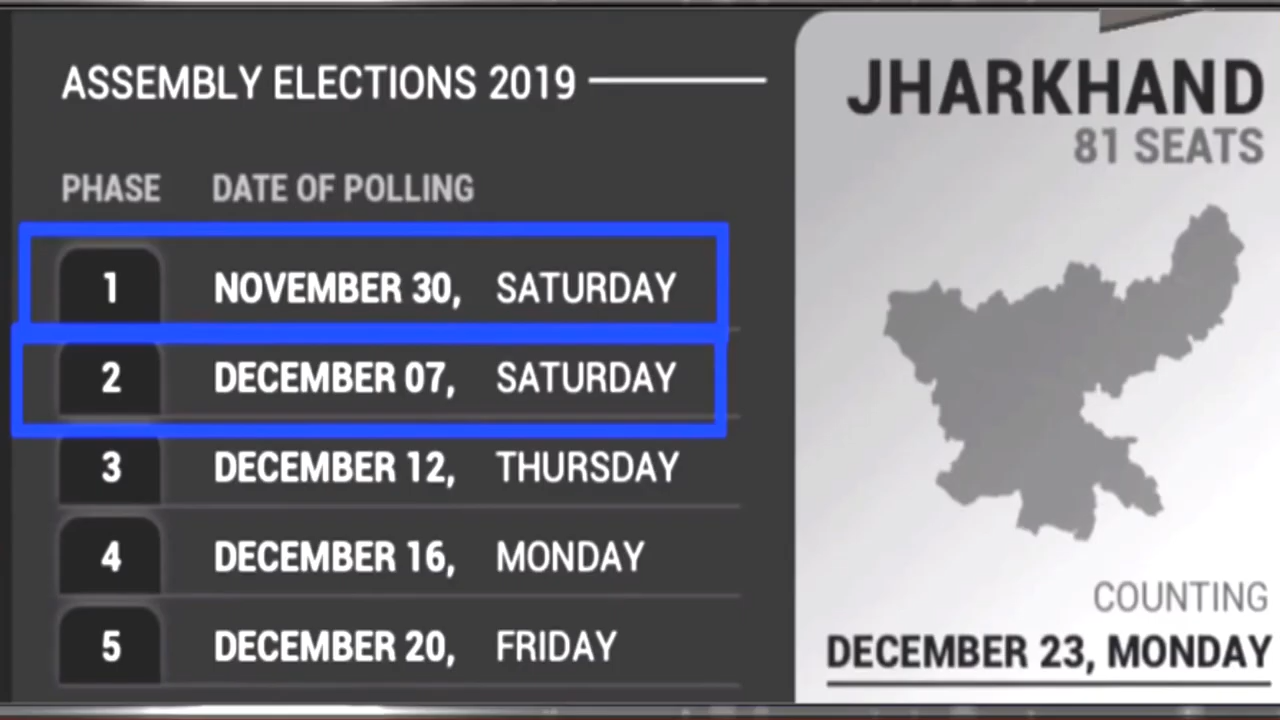 ASSEMBLY ELECTIONS 2019
PHASE DATE OF POLLING
1 NOVEMBER 30, SATURDAY
2 DECEMBER 07, SATURDAY
3 DECEMBER 12, THURSDAY
4 DECEMBER 16, MONDAY
5 DECEMBER 20, FRIDAY
JHARKHAND
81 SEATS
COUNTING
DECEMBER 23, MONDAY